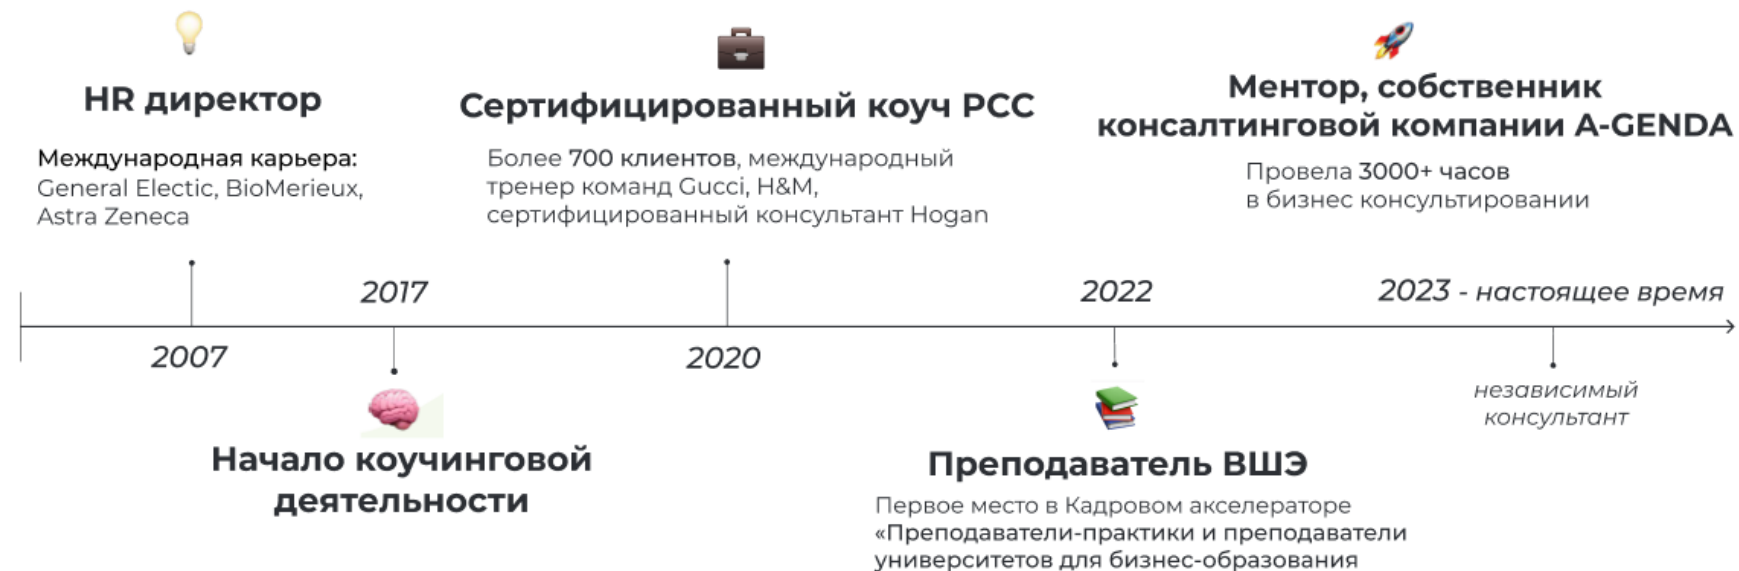 HR директор
Международная карьера:
General Electic, BioMerieux,
Astra Zeneca
Сертифицированный коуч PCC
Более 700 клиентов, международный
тренер команд Gucci, H&M,
сертифицированный консультант Hogan
Ментор, собственник
консалтинговой компании A-GENDA
Провела 3000+ часов
в бизнес консультировании
2017
2022
2023 - настоящее время
2007
2020
независимый
консультант
Начало коучинговой
деятельности
Преподаватель ВШЭ
Первое место в Кадровом акселераторе
«Преподаватели-практики и преподаватели
университетов для бизнес-образования